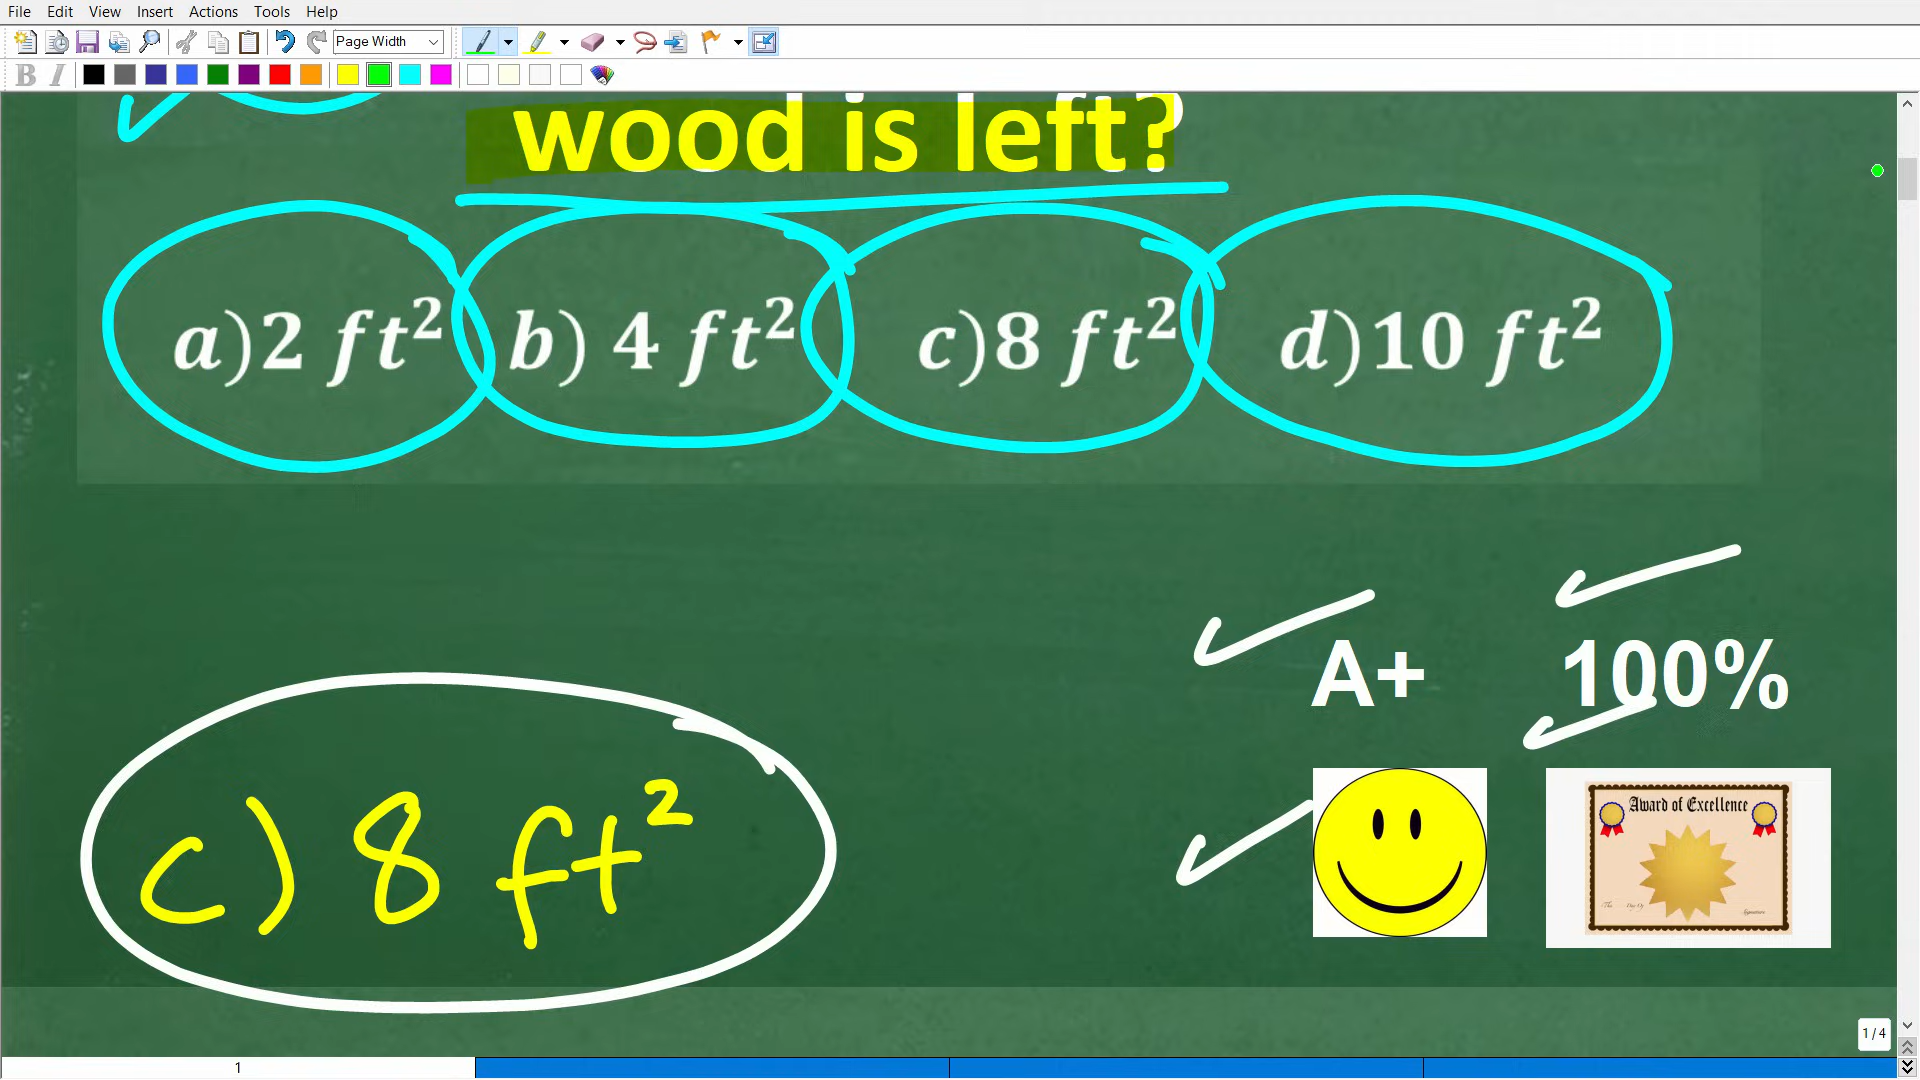 File Edit View Insert Actions Tools Help
Page Width
B I
wood is left?
a)2 ft² b) 4 ft² c)8 ft² d)10 ft²
A+ 100%
c) 8 ft²
Award of Excellence
1 / 4
1